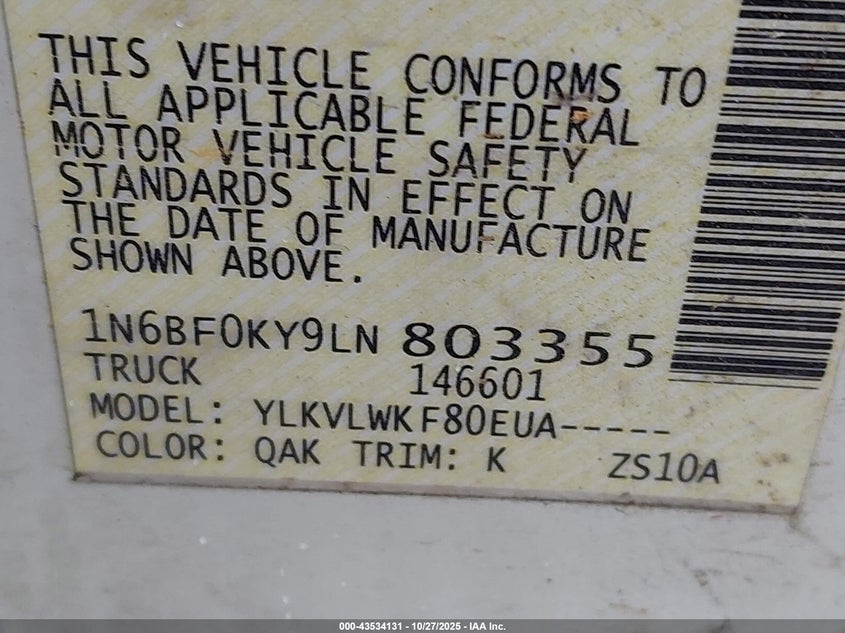 THIS VEHICLE CONFORMS TO
ALL APPLICABLE FEDERAL
MOTOR VEHICLE SAFETY
STANDARDS IN EFFECT ON
THE DATE OF MANUFACTURE
SHOWN ABOVE.
1N6BF0KY9LN 803355
TRUCK 146601
MODEL: YLKVLWKF80EUA-----
COLOR: QAK TRIM: K ZS10A
000-43534131 - 10/27/2025 - IAA Inc.